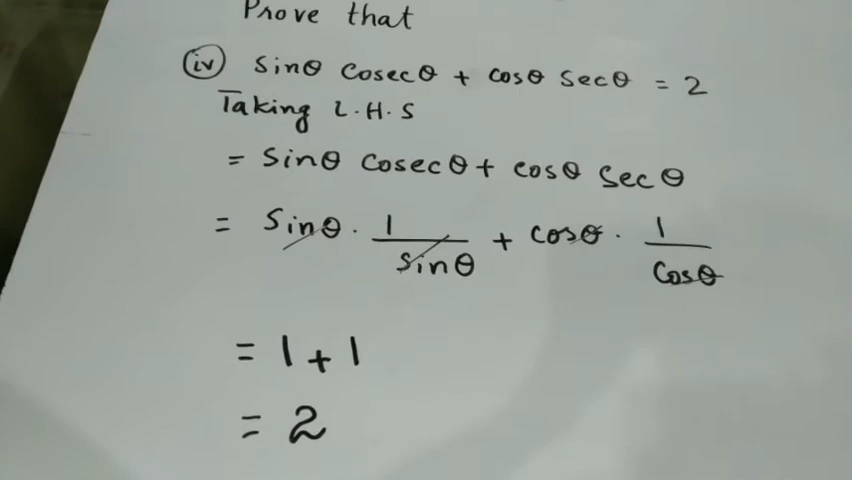 Prove that
(iv) Sinθ Cosecθ + cosθ Secθ = 2
Taking L.H.S
= Sinθ Cosecθ + cosθ Secθ
= Sinθ · 1/Sinθ + cosθ · 1/Cosθ
= 1 + 1
= 2